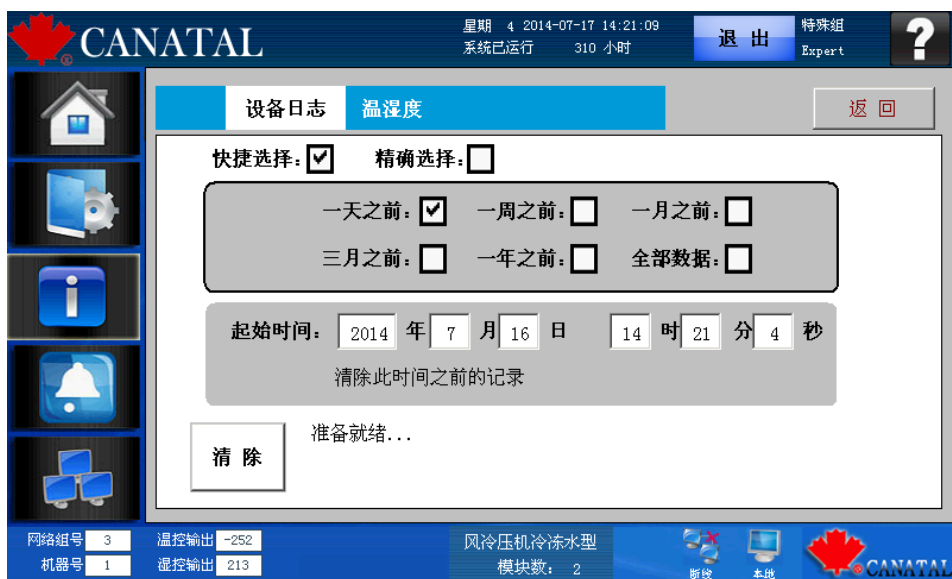 CANATAL
®
星期 4 2014-07-17 14:21:09
系统已运行 310 小时
退 出
特殊组
Expert
?
设备日志 温湿度
返 回
快捷选择: 精确选择:
一天之前: 一周之前: 一月之前:
三月之前: 一年之前: 全部数据:
起始时间: 2014 年 7 月 16 日 14 时 21 分 4 秒
清除此时间之前的记录
清 除
准备就绪...
网络组号 3 温控输出 -252
机器号 1 湿控输出 213
风冷压机冷冻水型
模块数: 2
断线 本地
®CANATAL